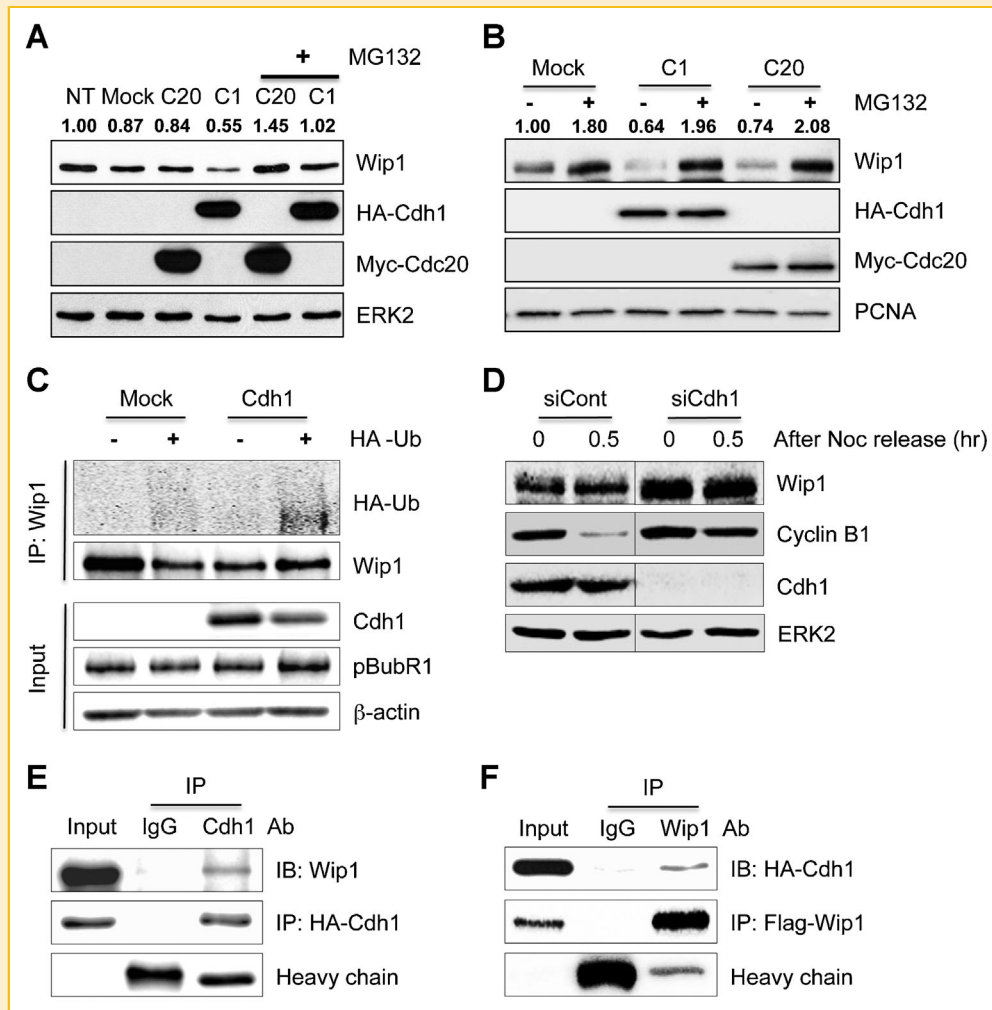 A
+ MG132
NT Mock C20 C1 C20 C1
1.00 0.87 0.84 0.55 1.45 1.02
Wip1
HA-Cdh1
Myc-Cdc20
ERK2
B
Mock C1 C20
- + - + - + MG132
1.00 1.80 0.64 1.96 0.74 2.08
Wip1
HA-Cdh1
Myc-Cdc20
PCNA
C
Mock Cdh1
- + - + HA -Ub
IP: Wip1
HA-Ub
Wip1
Input
Cdh1
pBubR1
β-actin
D
siCont siCdh1
0 0.5 0 0.5 After Noc release (hr)
Wip1
Cyclin B1
Cdh1
ERK2
E
IP
Input IgG Cdh1 Ab
IB: Wip1
IP: HA-Cdh1
Heavy chain
F
IP
Input IgG Wip1 Ab
IB: HA-Cdh1
IP: Flag-Wip1
Heavy chain